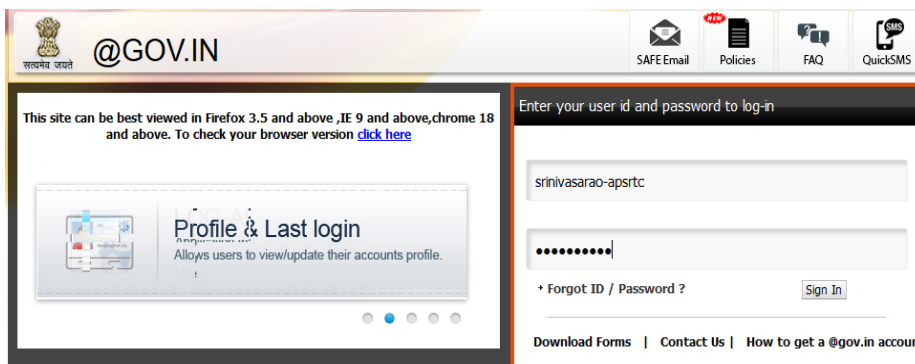 सत्यमेव जयते
@GOV.IN
SAFE Email
NEW
Policies
FAQ
SMS
QuickSMS
This site can be best viewed in Firefox 3.5 and above ,IE 9 and above,chrome 18
and above. To check your browser version click here
Profile & Last login
Allows users to view/update their accounts profile.
Enter your user id and password to log-in
srinivasarao-apsrtc
••••••••••
Forgot ID / Password ?
Sign In
Download Forms | Contact Us | How to get a @gov.in accour